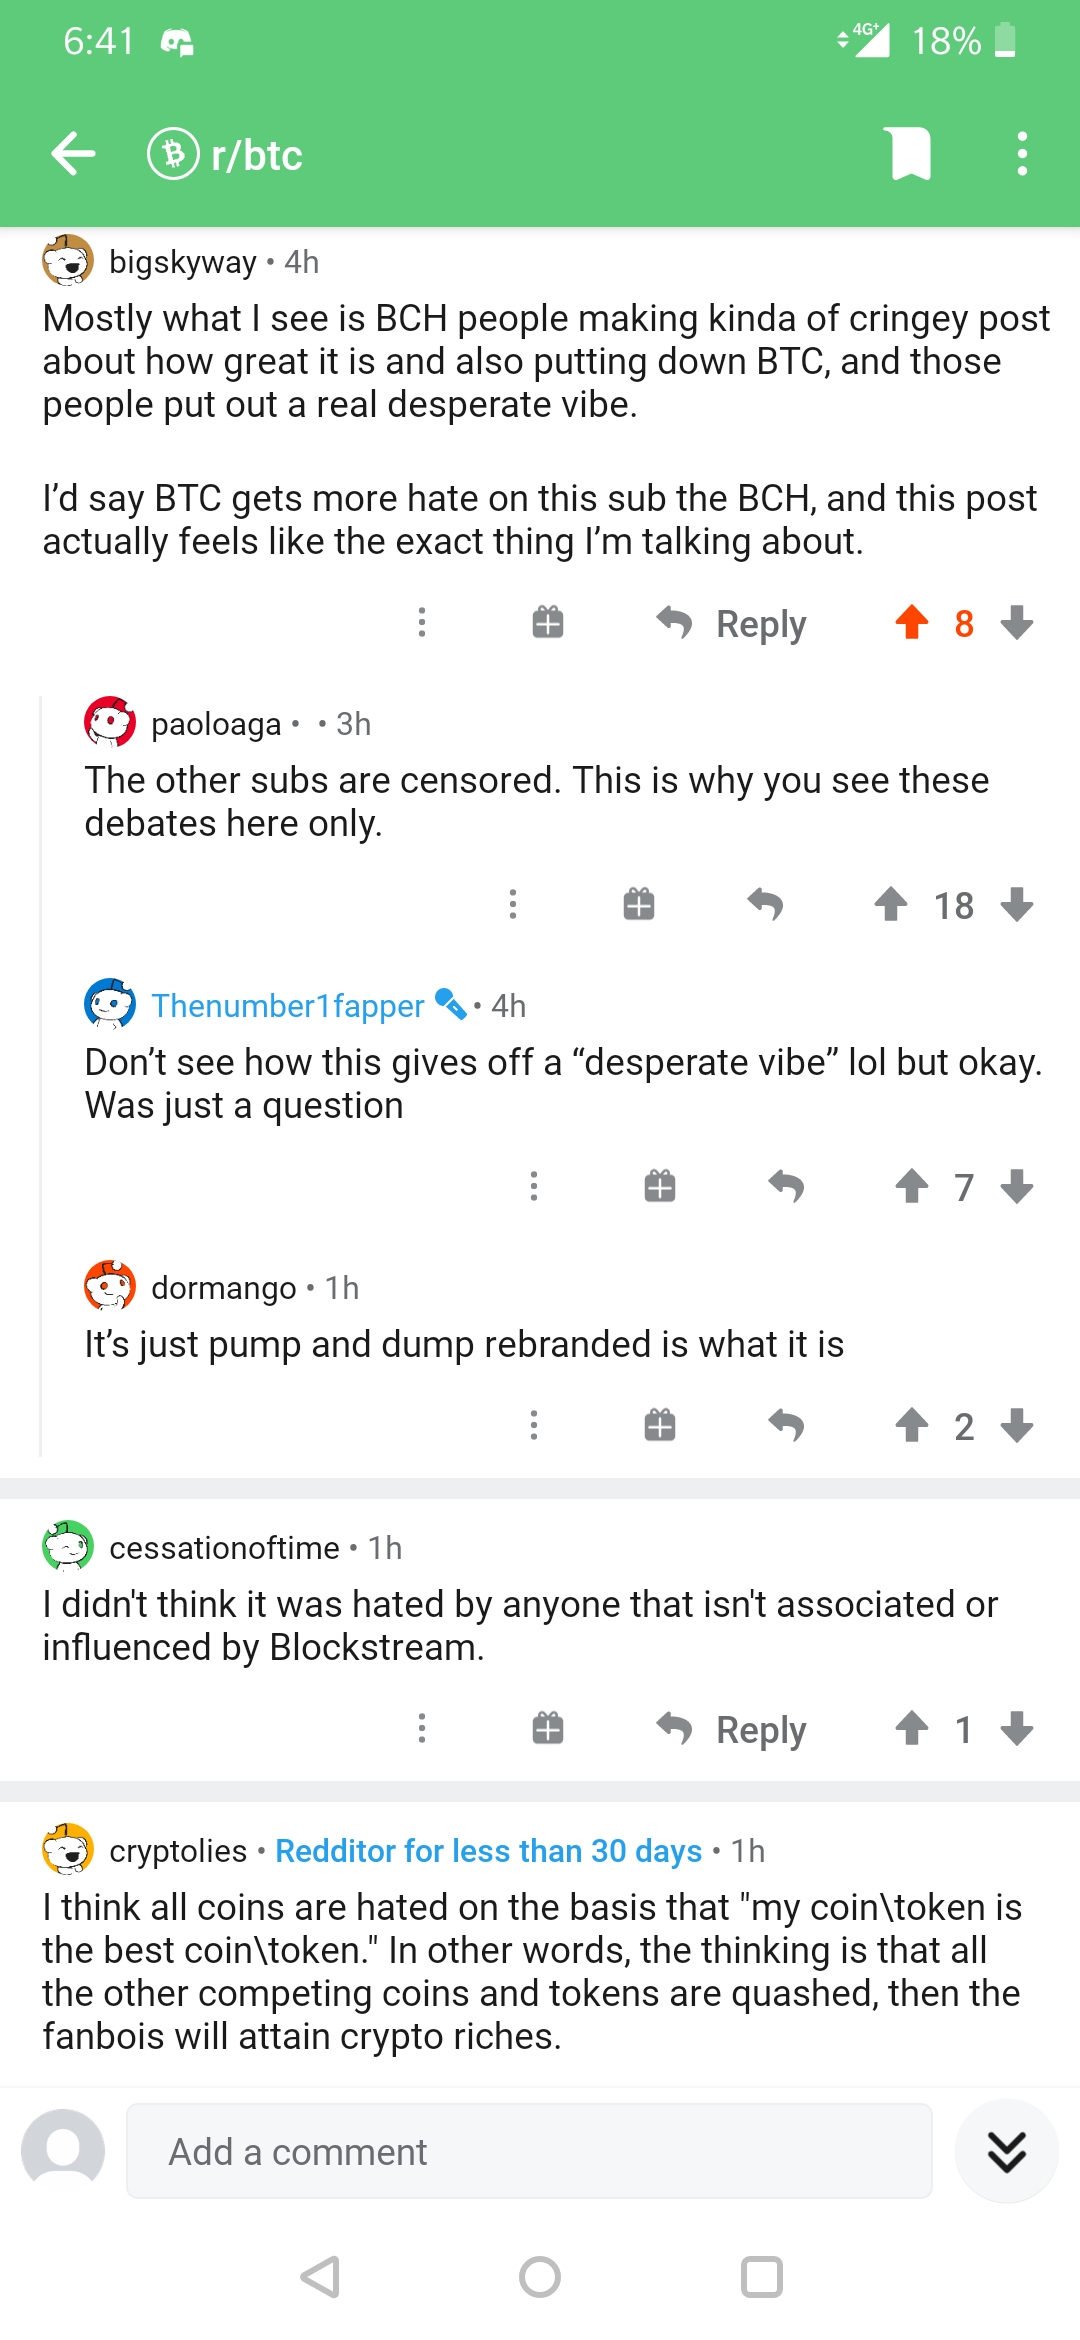 6:41
4G+
18%
r/btc
bigskyway • 4h
Mostly what I see is BCH people making kinda of cringey post
about how great it is and also putting down BTC, and those
people put out a real desperate vibe.
I’d say BTC gets more hate on this sub the BCH, and this post
actually feels like the exact thing I’m talking about.
Reply
8
paoloaga • • 3h
The other subs are censored. This is why you see these
debates here only.
18
Thenumber1fapper • 4h
Don’t see how this gives off a “desperate vibe” lol but okay.
Was just a question
7
dormango • 1h
It’s just pump and dump rebranded is what it is
2
cessationoftime • 1h
I didn't think it was hated by anyone that isn't associated or
influenced by Blockstream.
Reply
1
cryptolies • Redditor for less than 30 days • 1h
I think all coins are hated on the basis that "my coin\token is
the best coin\token." In other words, the thinking is that all
the other competing coins and tokens are quashed, then the
fanbois will attain crypto riches.
Add a comment